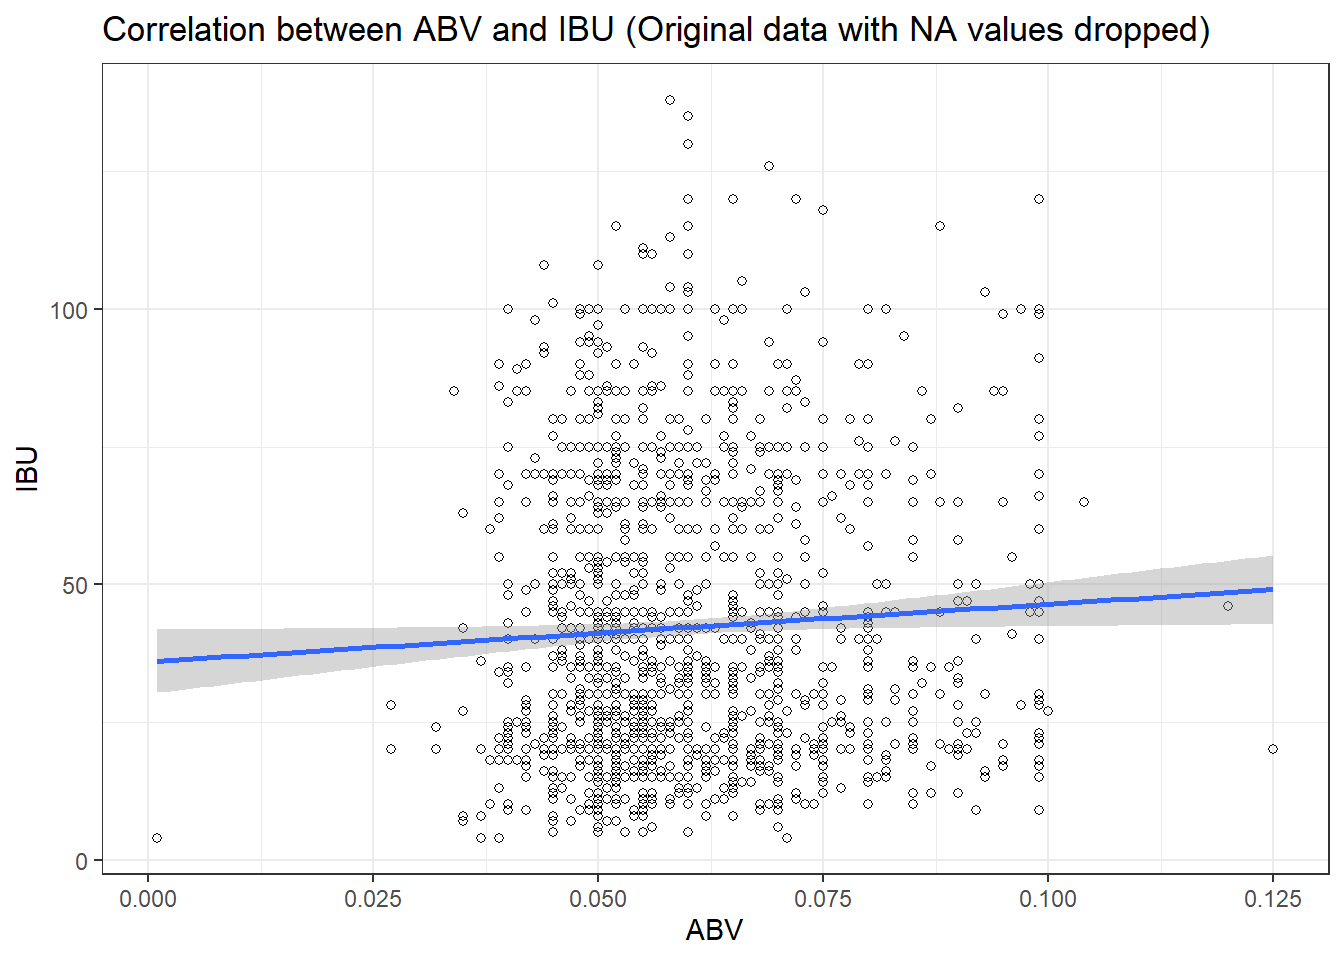 Correlation between ABV and IBU (Original data with NA values dropped)
100
50
0
IBU
0.000 0.025 0.050 0.075 0.100 0.125
ABV